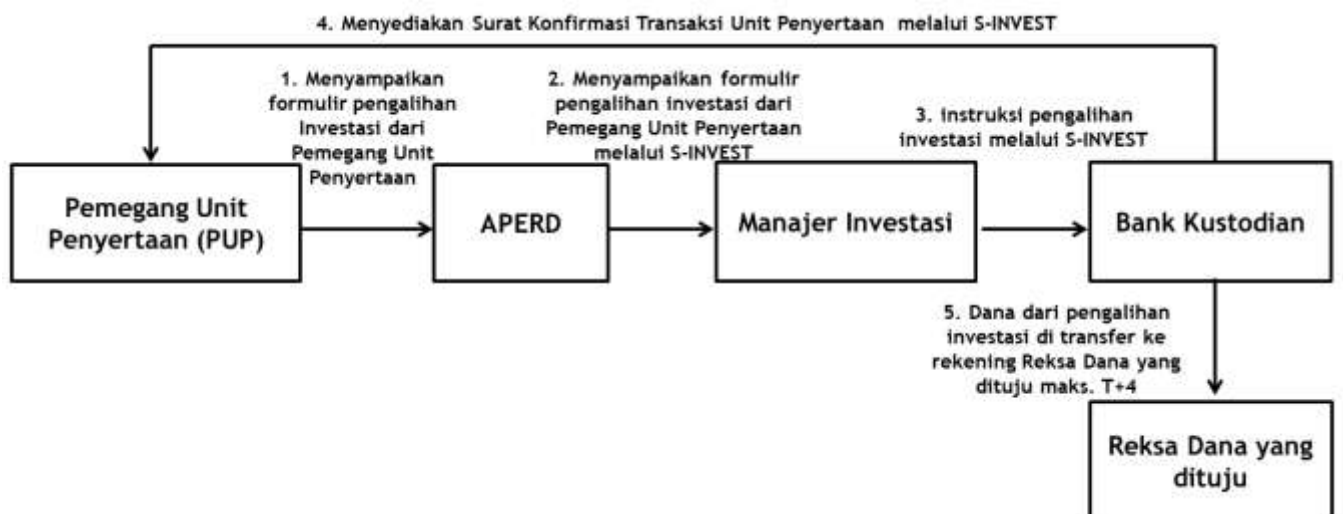 4. Menyediakan Surat Konfirmasi Transaksi Unit Penyertaan melalui S-INVEST
1. Menyampaikan
formulir pengalihan
Investasi dari
Pemegang Unit
Penyertaan
2. Menyampaikan formulir
pengalihan investasi dari
Pemegang Unit Penyertaan
melalui S-INVEST
3. instruksi pengalihan
investasi melalui S-INVEST
Pemegang Unit
Penyertaan (PUP)
APERD
Manajer Investasi
Bank Kustodian
5. Dana dari pengalihan
investasi di transfer ke
rekening Reksa Dana yang
dituju maks. T+4
Reksa Dana yang
dituju